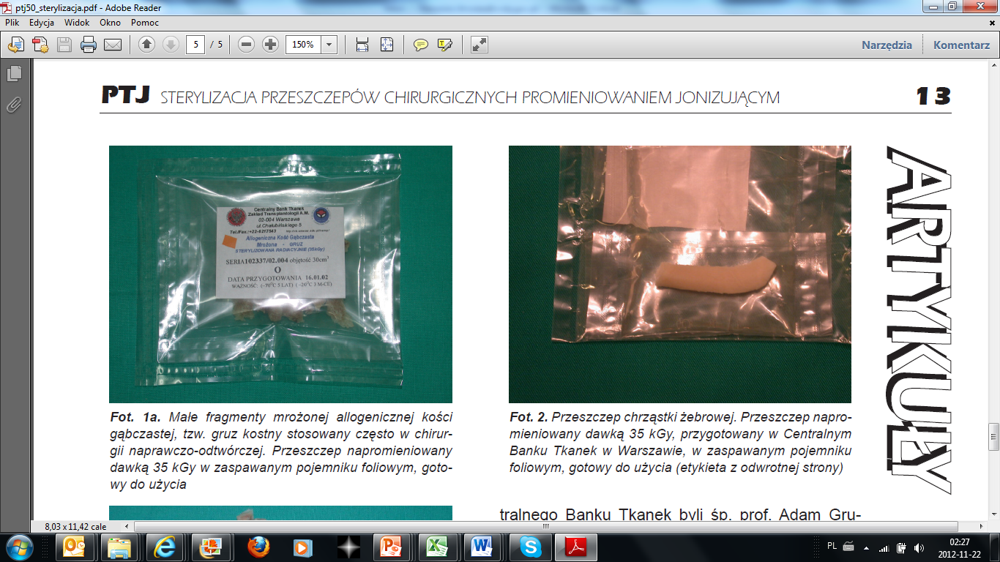 ptj50_sterylizacja.pdf - Adobe Reader
Plik Edycja Widok Okno Pomoc
5 / 5 150% Narzędzia Komentarz
PTJ STERYLIZACJA PRZESZCZEPÓW CHIRURGICZNYCH PROMIENIOWANIEM JONIZUJĄCYM 13
Centralny Bank Tkanek
Zakład Transplantologii A.M.
02-004 Warszawa
ul.Chałubińskiego 5
Tel./Fax.:+22-6217543
Allogeniczna Kość Gąbczasta
Mrożona - GRUZ
STERYLIZOWANA RADIACYJNIE (35kGy)
SERIA102337/02.004 objętość 30cm³
O
DATA PRZYGOTOWANIA 16.01.02
WAŻNOŚĆ: (-70°C 5 LAT) (-20°C 3 M-CE)
Fot. 1a. Małe fragmenty mrożonej allogenicznej kości
gąbczastej, tzw. gruz kostny stosowany często w chirur-
gii naprawczo-odtwórczej. Przeszczep napromieniowany
dawką 35 kGy w zaspawanym pojemniku foliowym, goto-
wy do użycia
Fot. 2. Przeszczep chrząstki żebrowej. Przeszczep napro-
mieniowany dawką 35 kGy, przygotowany w Centralnym
Banku Tkanek w Warszawie, w zaspawanym pojemniku
foliowym, gotowy do użycia (etykieta z odwrotnej strony)
tralnego Banku Tkanek byli śp. prof. Adam Gru-
ARTYKUŁY
8,03 x 11,42 cale
PL
02:27
2012-11-22